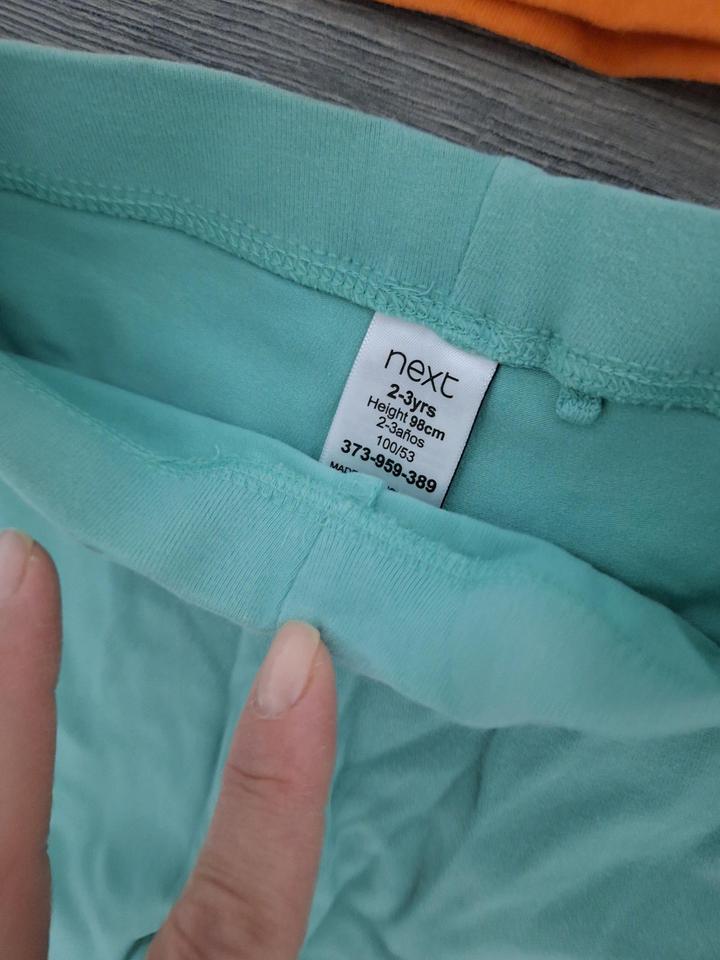 next
2-3yrs
Height 98cm
2-3años
100/53
373-959-389